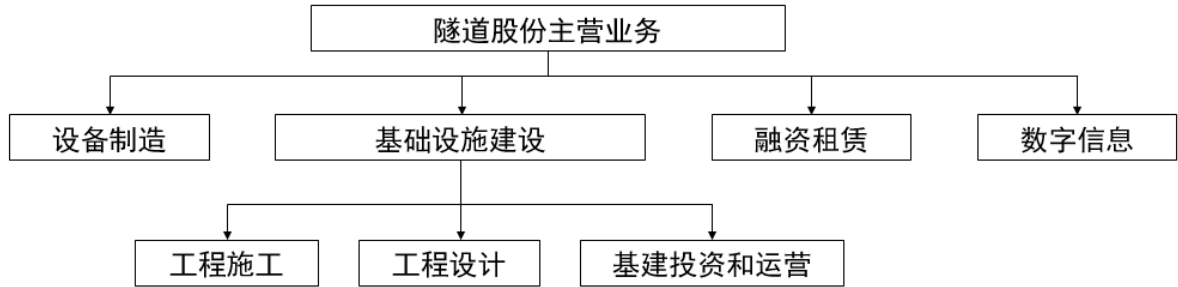 隧道股份主营业务
设备制造
基础设施建设
融资租赁
数字信息
工程施工
工程设计
基建投资和运营